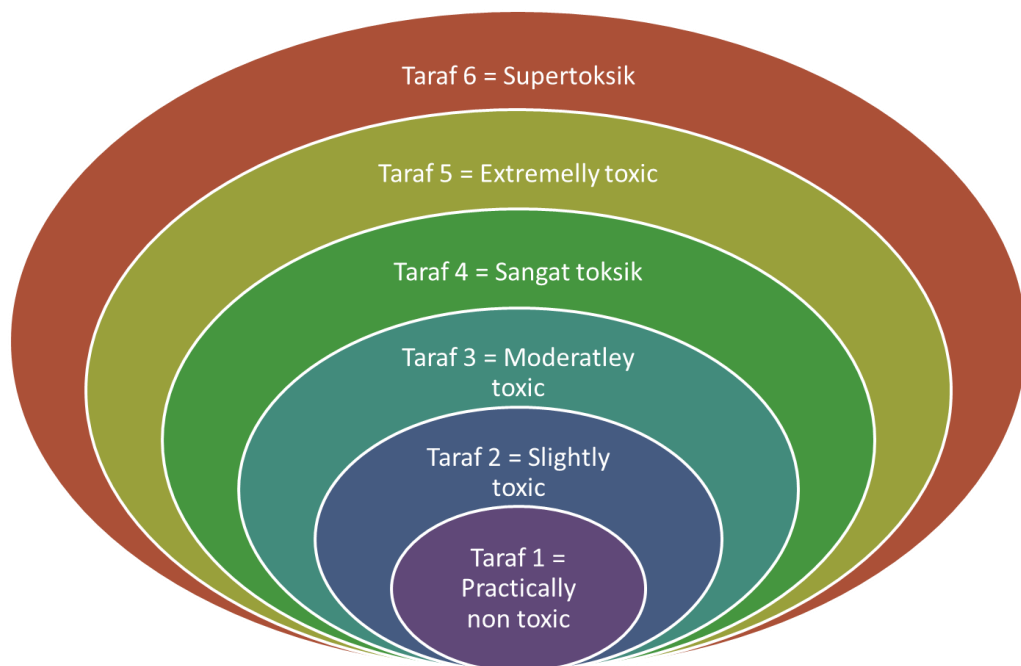 Taraf 6 = Supertoksik
Taraf 5 = Extremelly toxic
Taraf 4 = Sangat toksik
Taraf 3 = Moderatley
toxic
Taraf 2 = Slightly
toxic
Taraf 1 =
Practically
non toxic